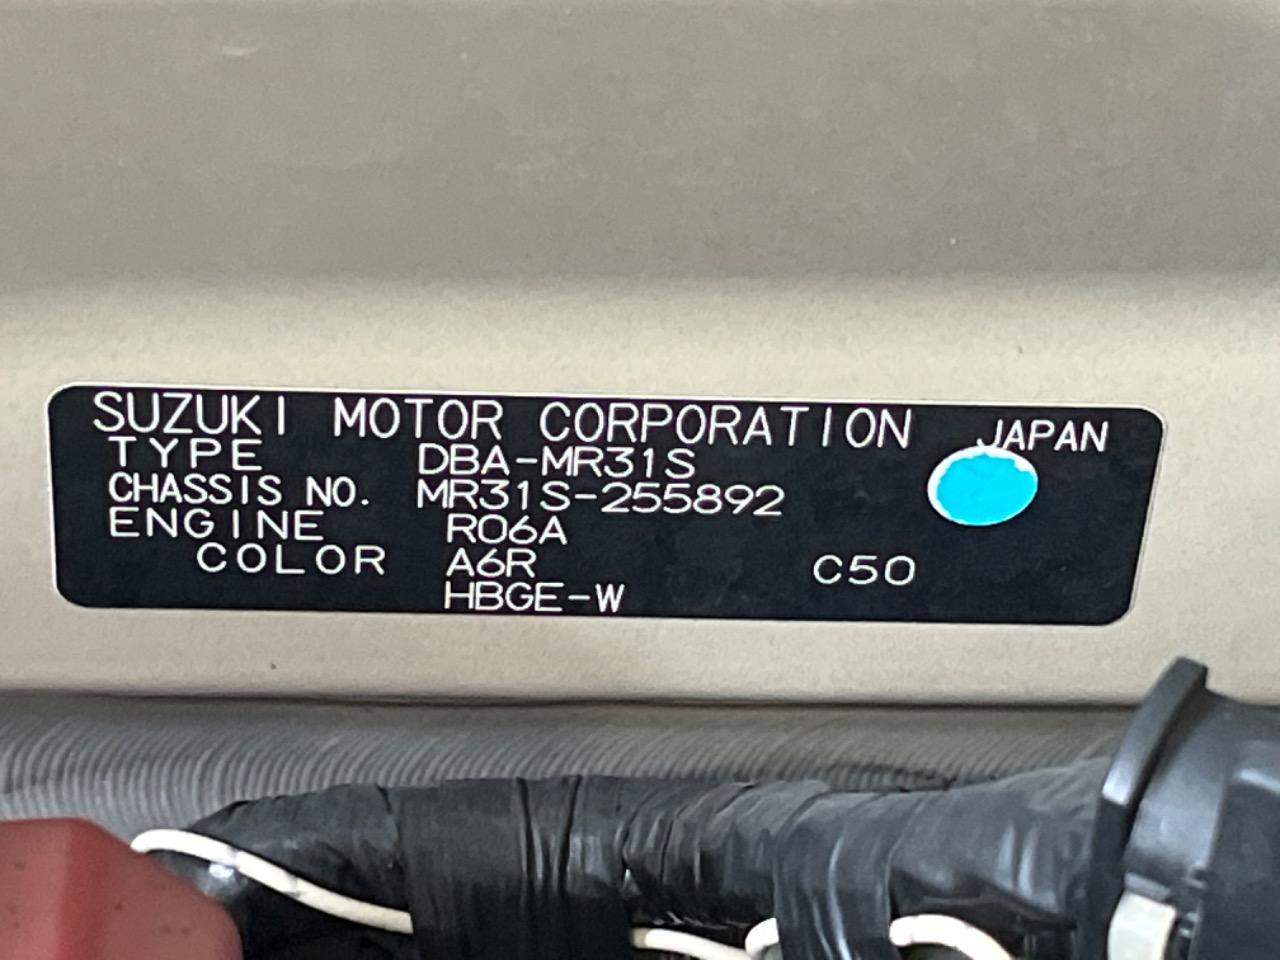 SUZUKI MOTOR CORPORATION JAPAN
TYPE DBA-MR31S
CHASSIS NO. MR31S-255892
ENGINE R06A
COLOR A6R C50
HBGE-W